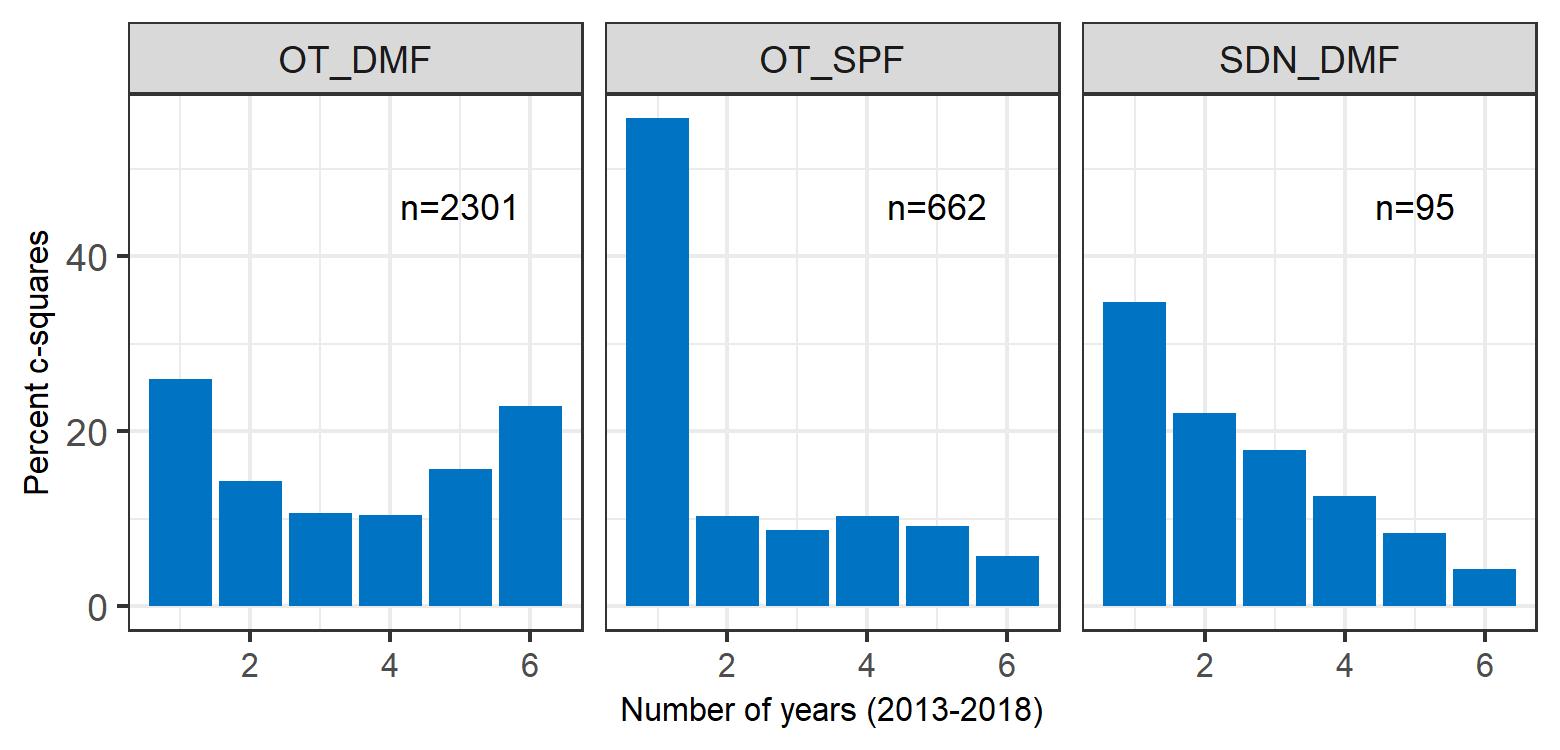 OT_DMF OT_SPF SDN_DMF
n=2301 n=662 n=95
Percent c-squares
40
20
0
2 4 6 2 4 6 2 4 6
Number of years (2013-2018)